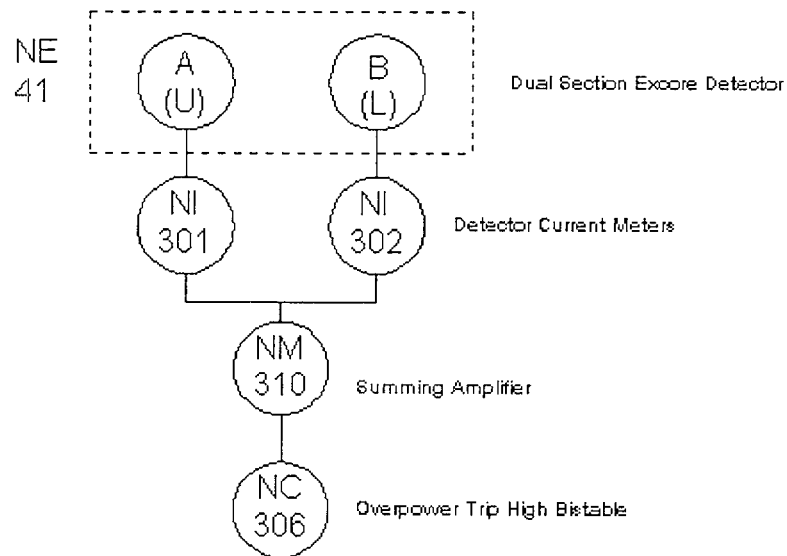 NE
41
A
(U)
B
(L)
Dual Section Excore Detector
NI
301
NI
302
Detector Current Meters
NM
310
Summing Amplifier
NC
306
Overpower Trip High Bistable